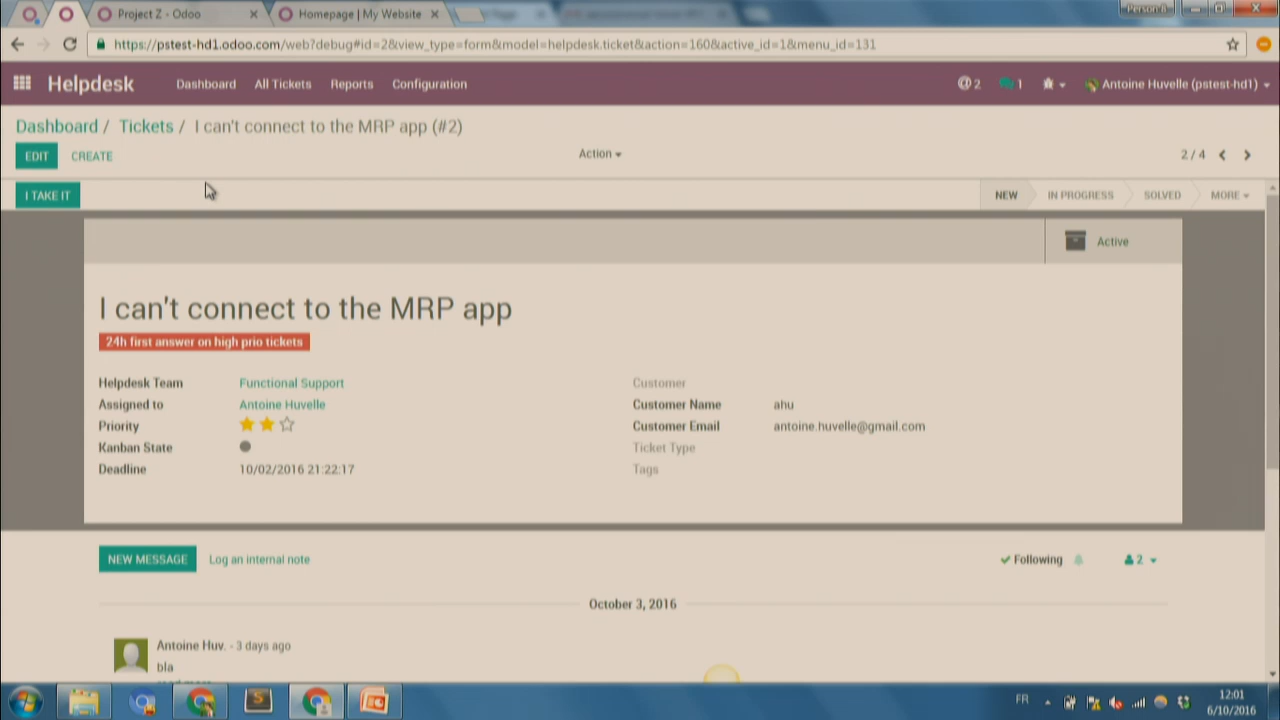 Project Z - Odoo
Homepage | My Website
https://pstest-hd1.odoo.com/web?debug#id=2&view_type=form&model=helpdesk.ticket&action=160&active_id=1&menu_id=131
Helpdesk Dashboard All Tickets Reports Configuration @2 1 Antoine Huvelle (pstest-hd1)
Dashboard / Tickets / I can't connect to the MRP app (#2)
EDIT CREATE Action 2 / 4
I TAKE IT NEW IN PROGRESS SOLVED MORE
Active
I can't connect to the MRP app
24h first answer on high prio tickets
Helpdesk Team Functional Support Customer
Assigned to Antoine Huvelle Customer Name ahu
Priority Customer Email antoine.huvelle@gmail.com
Kanban State Ticket Type
Deadline 10/02/2016 21:22:17 Tags
NEW MESSAGE Log an internal note Following 2
October 3, 2016
Antoine Huv. - 3 days ago
bla
FR 12:01
6/10/2016